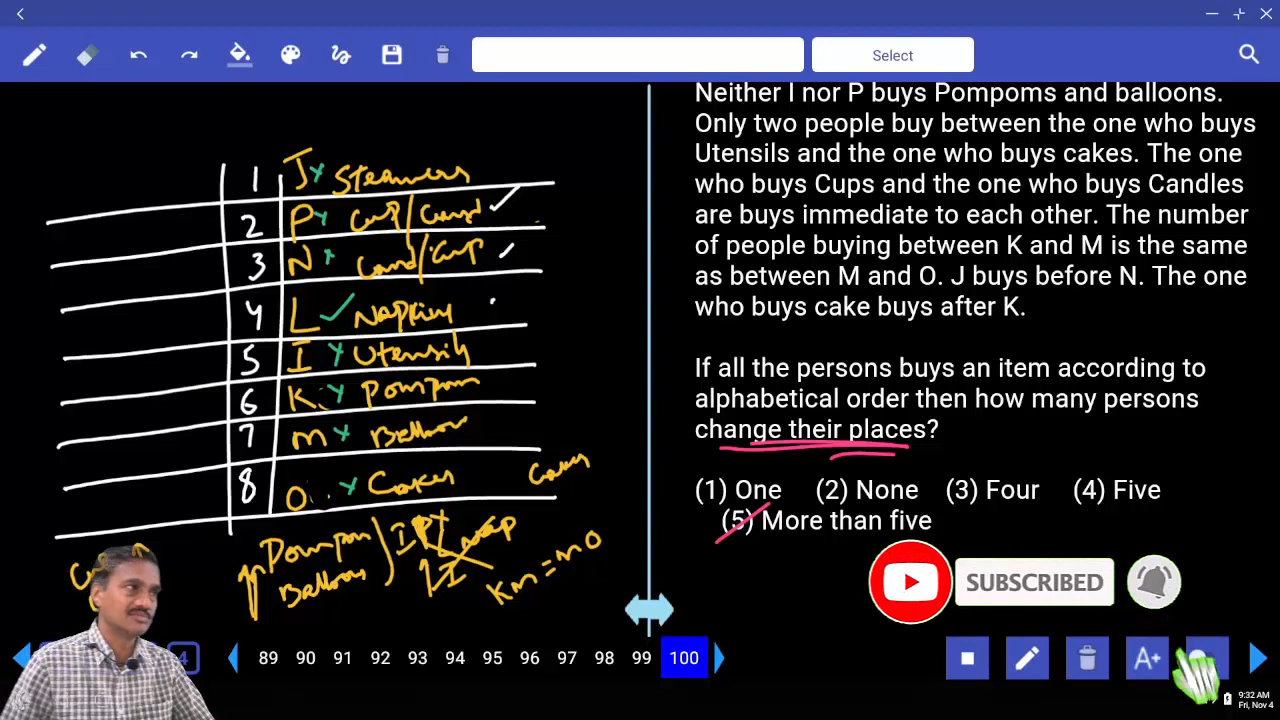 Select
Neither I nor P buys Pompoms and balloons.
Only two people buy between the one who buys
Utensils and the one who buys cakes. The one
who buys Cups and the one who buys Candles
are buys immediate to each other. The number
of people buying between K and M is the same
as between M and O. J buys before N. The one
who buys cake buys after K.
If all the persons buys an item according to
alphabetical order then how many persons
change their places?
(1) One (2) None (3) Four (4) Five
(5) More than five
1 J Steamers
2 P Cup/Cand
3 N Cand/Cup
4 L Napkin
5 I Utensils
6 K Pompom
7 M Balloon
8 O Cakes
Cakes
Pompom
Balloon
KM = MO
SUBSCRIBED
4 89 90 91 92 93 94 95 96 97 98 99 100
A+
9:32 AM
Fri, Nov 4